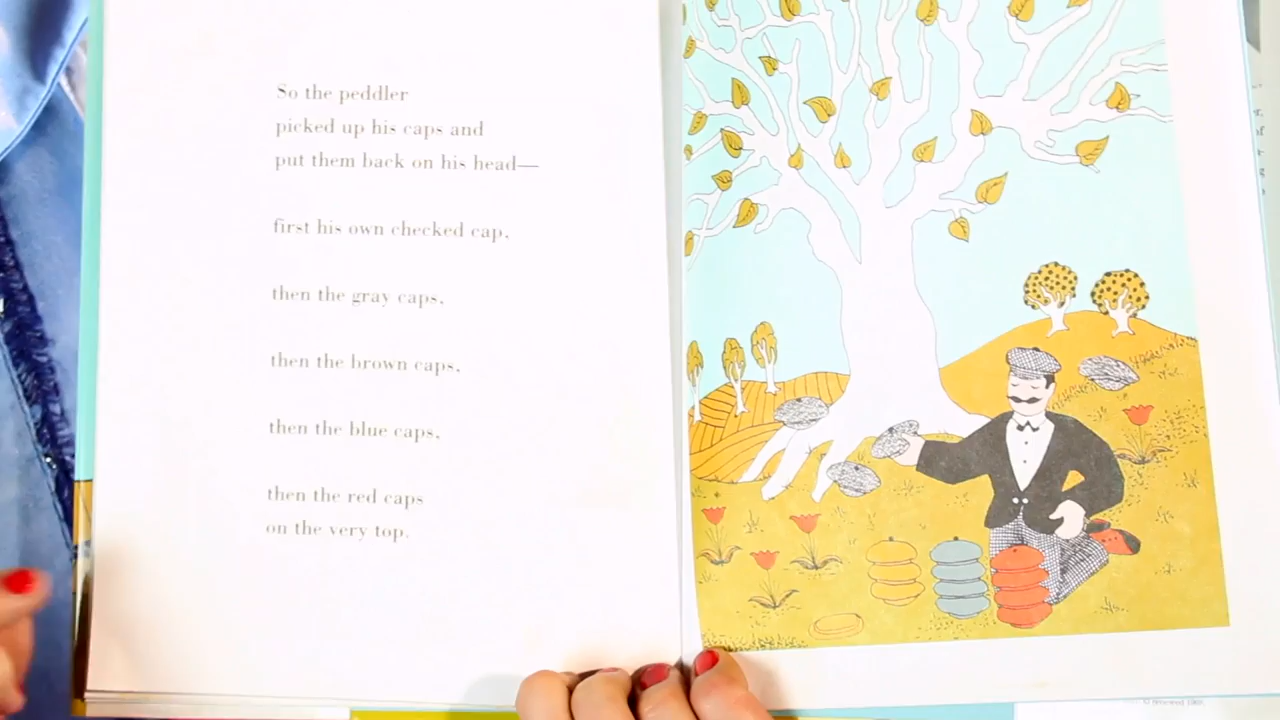 So the peddler
picked up his caps and
put them back on his head—
first his own checked cap,
then the gray caps,
then the brown caps,
then the blue caps,
then the red caps
on the very top.